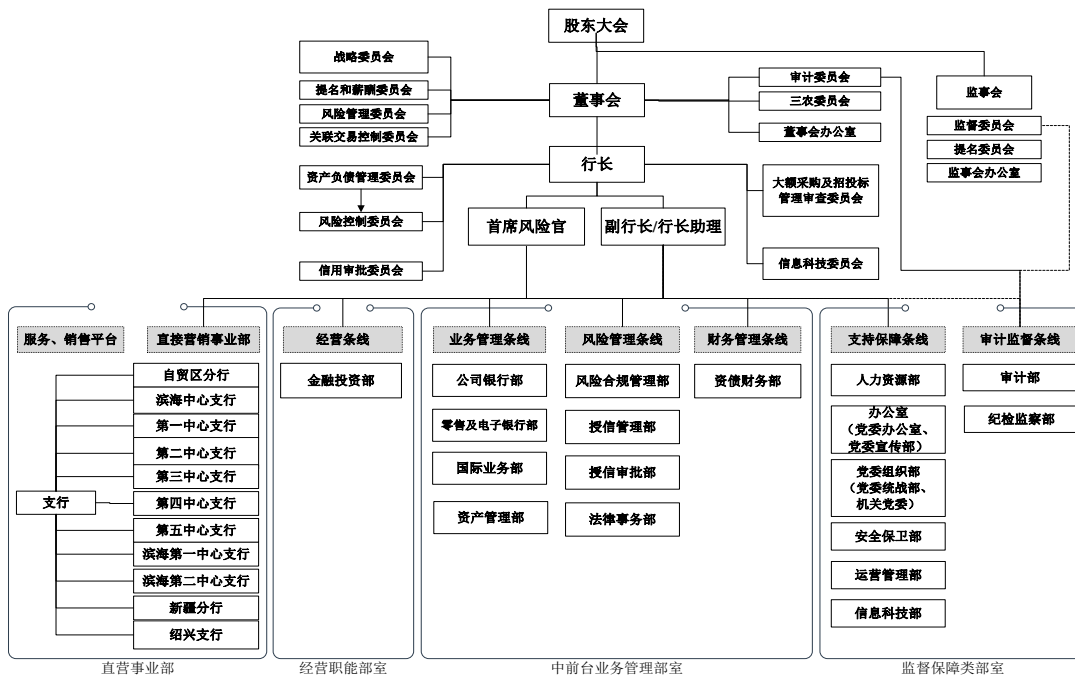 股东大会
战略委员会
提名和薪酬委员会
风险管理委员会
关联交易控制委员会
董事会
审计委员会
三农委员会
董事会办公室
监事会
监督委员会
提名委员会
监事会办公室
行长
资产负债管理委员会
风险控制委员会
信用审批委员会
大额采购及招投标
管理审查委员会
信息科技委员会
首席风险官
副行长/行长助理
服务、销售平台
直接营销事业部
经营条线
业务管理条线
风险管理条线
财务管理条线
支持保障条线
审计监督条线
支行
自贸区分行
滨海中心支行
第一中心支行
第二中心支行
第三中心支行
第四中心支行
第五中心支行
滨海第一中心支行
滨海第二中心支行
新疆分行
绍兴支行
金融投资部
公司银行部
零售及电子银行部
国际业务部
资产管理部
风险合规管理部
授信管理部
授信审批部
法律事务部
资债财务部
人力资源部
办公室
（党委办公室、
党委宣传部）
党委组织部
（党委统战部、
机关党委）
安全保卫部
运营管理部
信息科技部
审计部
纪检监察部
直营事业部
经营职能部室
中前台业务管理部室
监督保障类部室